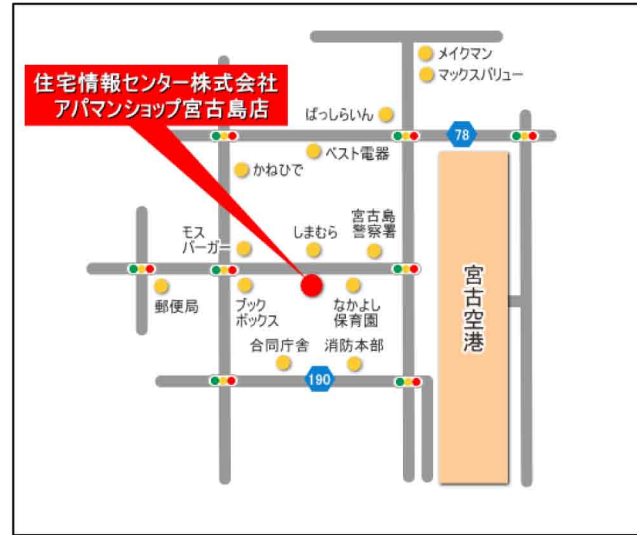 住宅情報センター株式会社
アパマンショップ宮古島店
メイクマン
マックスバリュー
ばっしらいん
78
ベスト電器
かねひで
モス
バーガー
しまむら
宮古島
警察署
宮古空港
郵便局
ブック
ボックス
なかよし
保育園
合同庁舎
消防本部
190